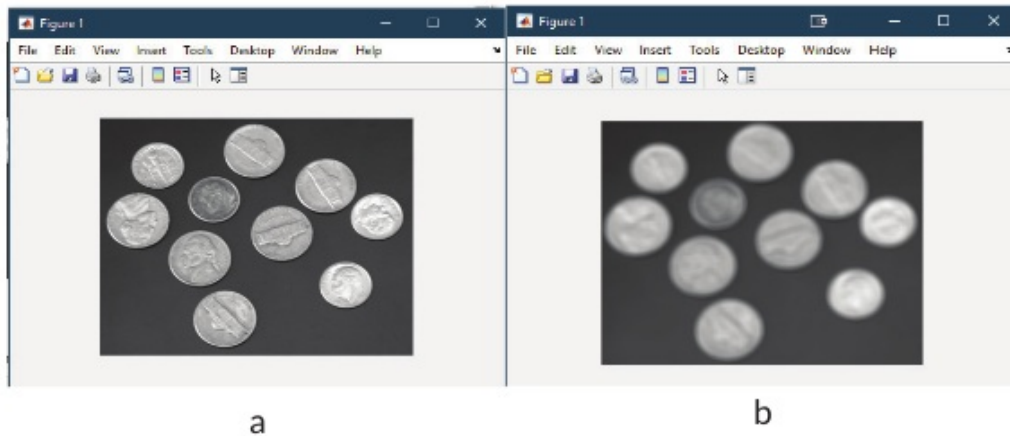 Figure 1
File Edit View Insert Tools Desktop Window Help
Figure 1
File Edit View Insert Tools Desktop Window Help
a
b